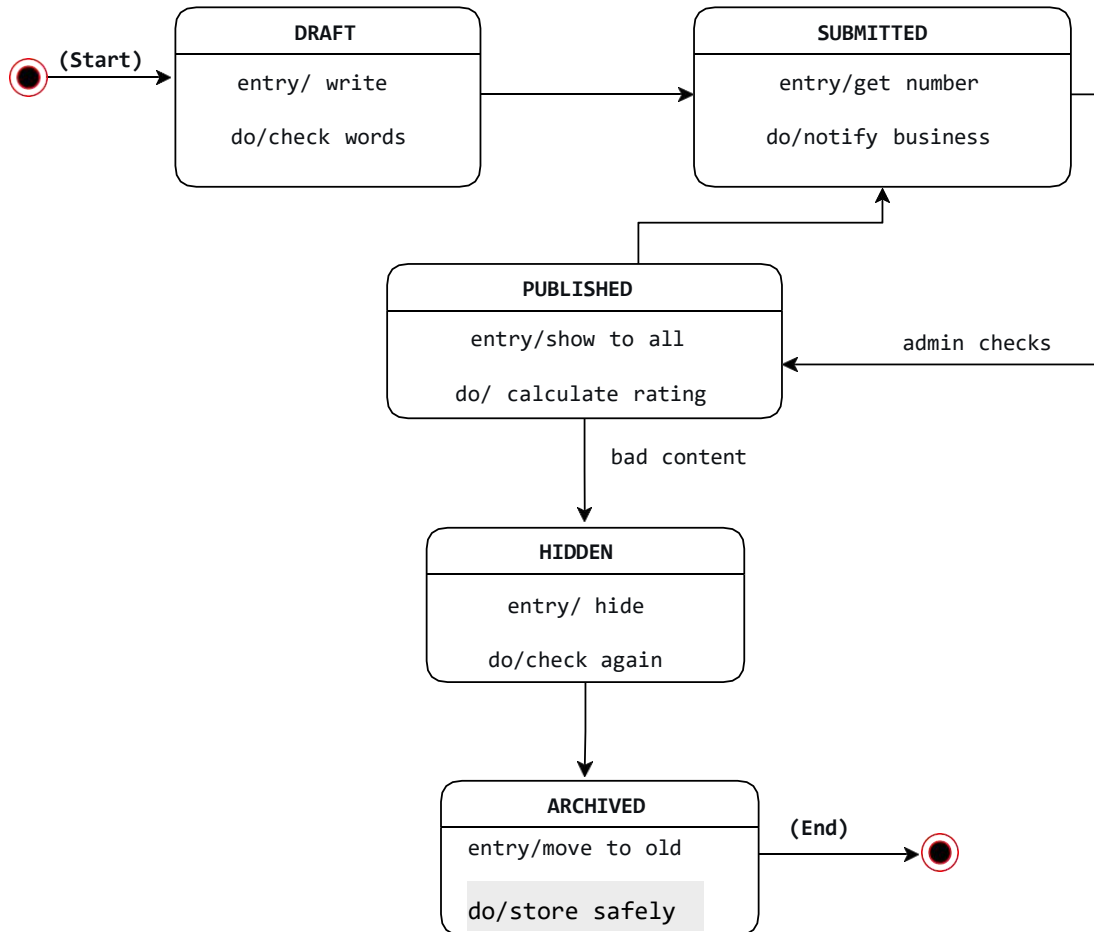 (Start)
DRAFT
entry/ write
do/check words
SUBMITTED
entry/get number
do/notify business
PUBLISHED
entry/show to all
do/ calculate rating
admin checks
bad content
HIDDEN
entry/ hide
do/check again
ARCHIVED
entry/move to old
do/store safely
(End)